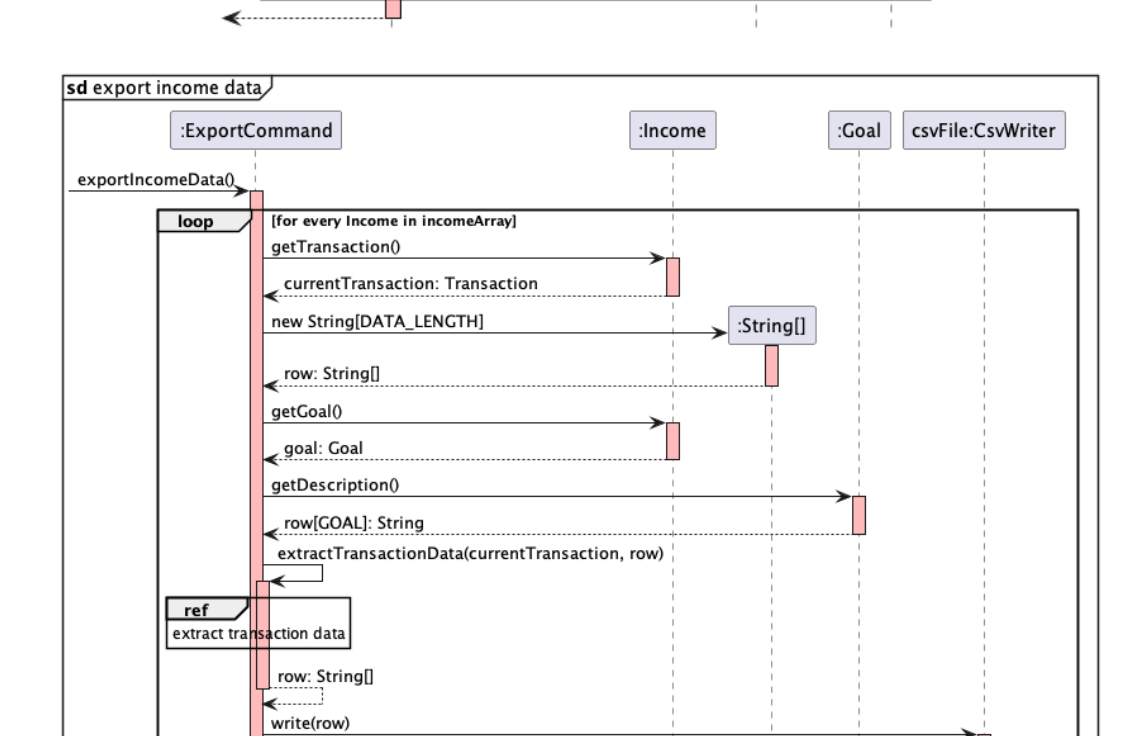 sd export income data
:ExportCommand
:Income
:Goal
csvFile:CsvWriter
exportIncomeData()
loop
[for every Income in incomeArray]
getTransaction()
currentTransaction: Transaction
new String[DATA_LENGTH]
:String[]
row: String[]
getGoal()
goal: Goal
getDescription()
row[GOAL]: String
extractTransactionData(currentTransaction, row)
ref
extract transaction data
row: String[]
write(row)